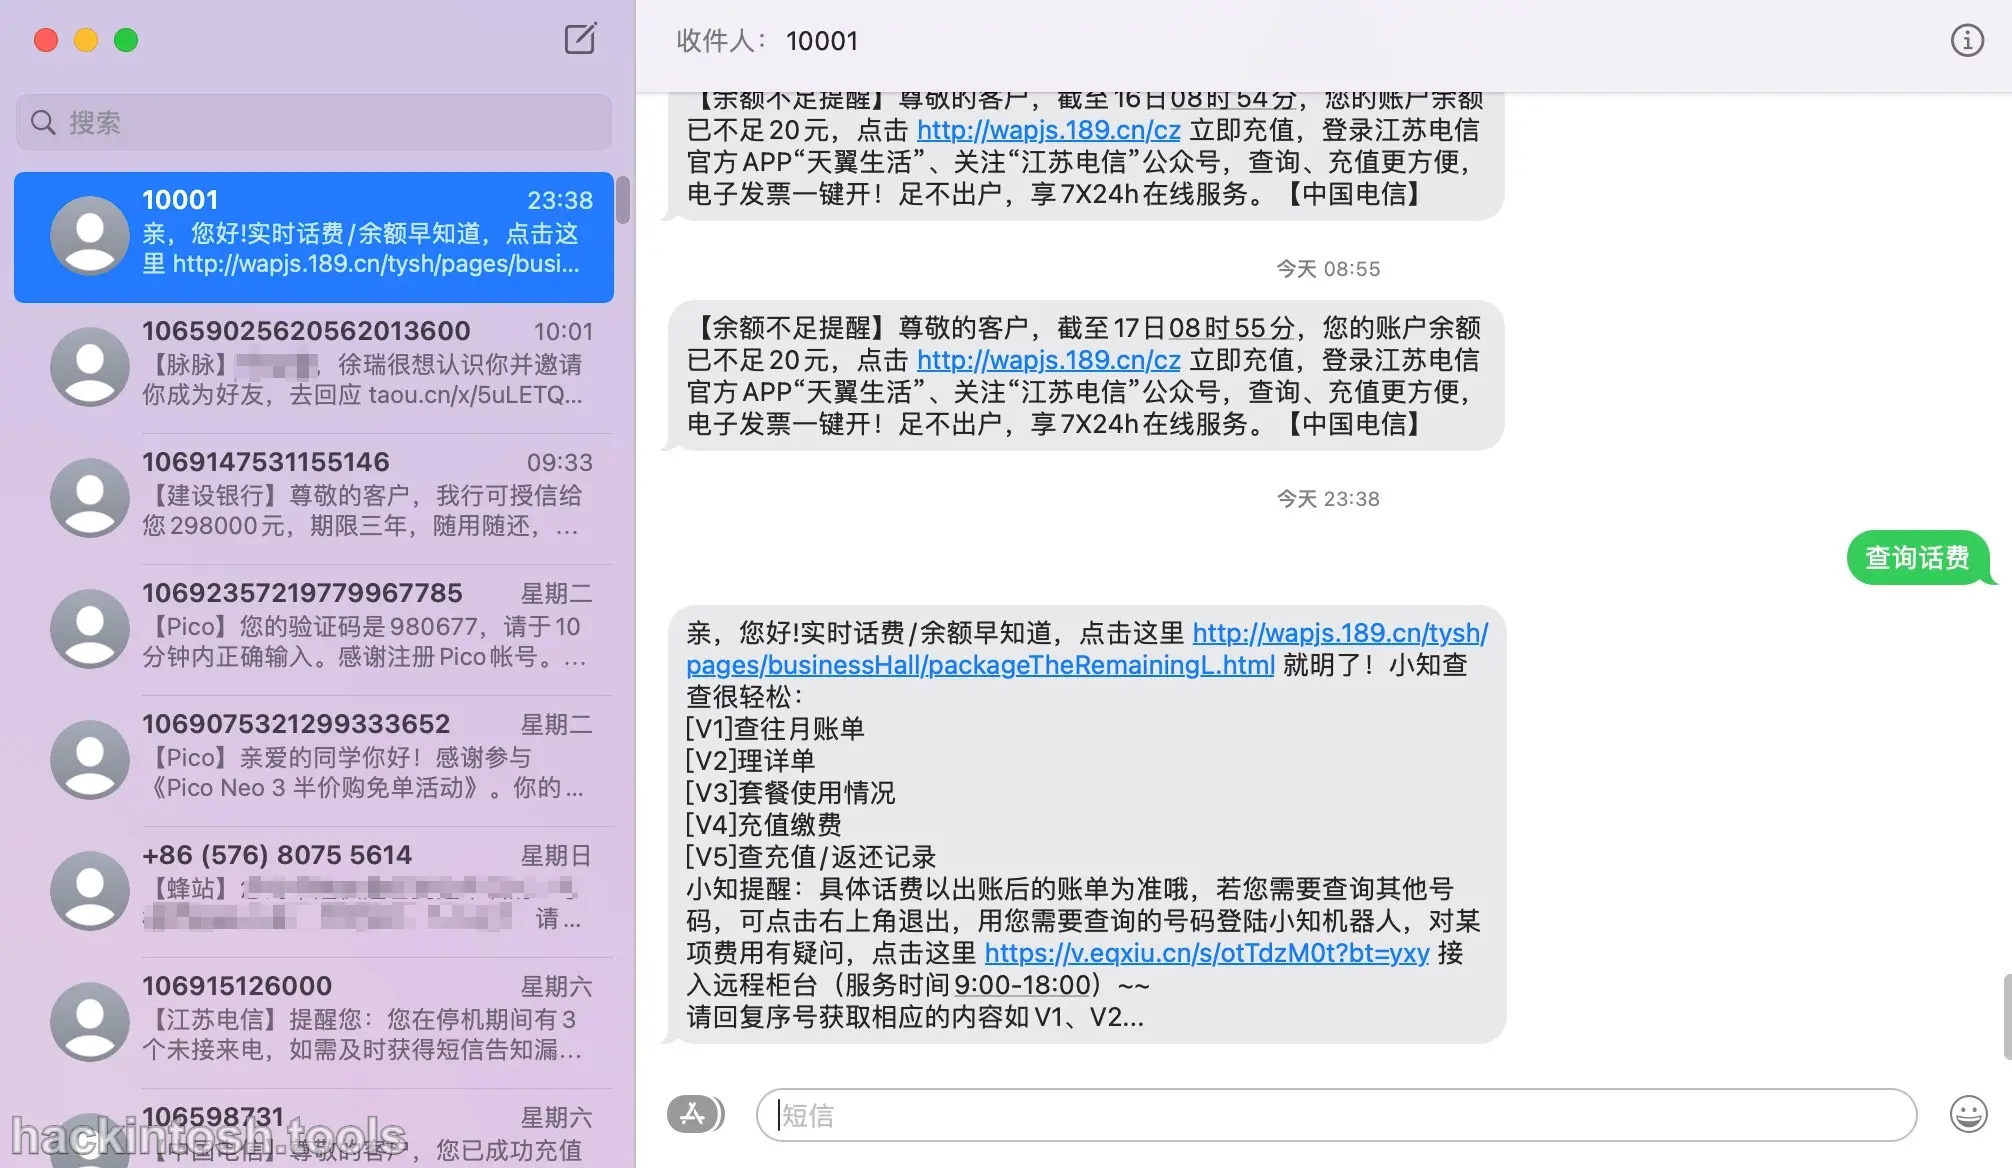 搜索
10001 23:38
亲，您好!实时话费/余额早知道，点击这
里 http://wapjs.189.cn/tysh/pages/busi...
10659025620562013600 10:01
【脉脉】 ，徐瑞很想认识你并邀请
你成为好友，去回应 taou.cn/x/5uLETQ...
1069147531155146 09:33
【建设银行】尊敬的客户，我行可授信给
您298000元，期限三年，随用随还，...
10692357219779967785 星期二
【Pico】您的验证码是980677，请于10
分钟内正确输入。感谢注册Pico帐号。...
1069075321299333652 星期二
【Pico】亲爱的同学你好！感谢参与
《Pico Neo 3 半价购免单活动》。你的...
+86 (576) 8075 5614 星期日
【蜂站】
请...
106915126000 星期六
【江苏电信】提醒您：您在停机期间有3
个未接来电，如需及时获得短信告知漏...
106598731 星期六
【中国电信】尊敬的客户，您已成功充值
hackintosh.tools
收件人： 10001
【余额不足提醒】尊敬的客户，截至16日08时54分，您的账户余额
已不足20元，点击 http://wapjs.189.cn/cz 立即充值，登录江苏电信
官方APP“天翼生活”、关注“江苏电信”公众号，查询、充值更方便，
电子发票一键开！足不出户，享7X24h在线服务。【中国电信】
今天 08:55
【余额不足提醒】尊敬的客户，截至17日08时55分，您的账户余额
已不足20元，点击 http://wapjs.189.cn/cz 立即充值，登录江苏电信
官方APP“天翼生活”、关注“江苏电信”公众号，查询、充值更方便，
电子发票一键开！足不出户，享7X24h在线服务。【中国电信】
今天 23:38
查询话费
亲，您好!实时话费/余额早知道，点击这里 http://wapjs.189.cn/tysh/
pages/businessHall/packageTheRemainingL.html 就明了！小知查
查很轻松：
[V1]查往月账单
[V2]理详单
[V3]套餐使用情况
[V4]充值缴费
[V5]查充值/返还记录
小知提醒：具体话费以出账后的账单为准哦，若您需要查询其他号
码，可点击右上角退出，用您需要查询的号码登陆小知机器人，对某
项费用有疑问，点击这里 https://v.eqxiu.cn/s/otTdzM0t?bt=yxy 接
入远程柜台（服务时间9:00-18:00）~~
请回复序号获取相应的内容如V1、V2...
短信